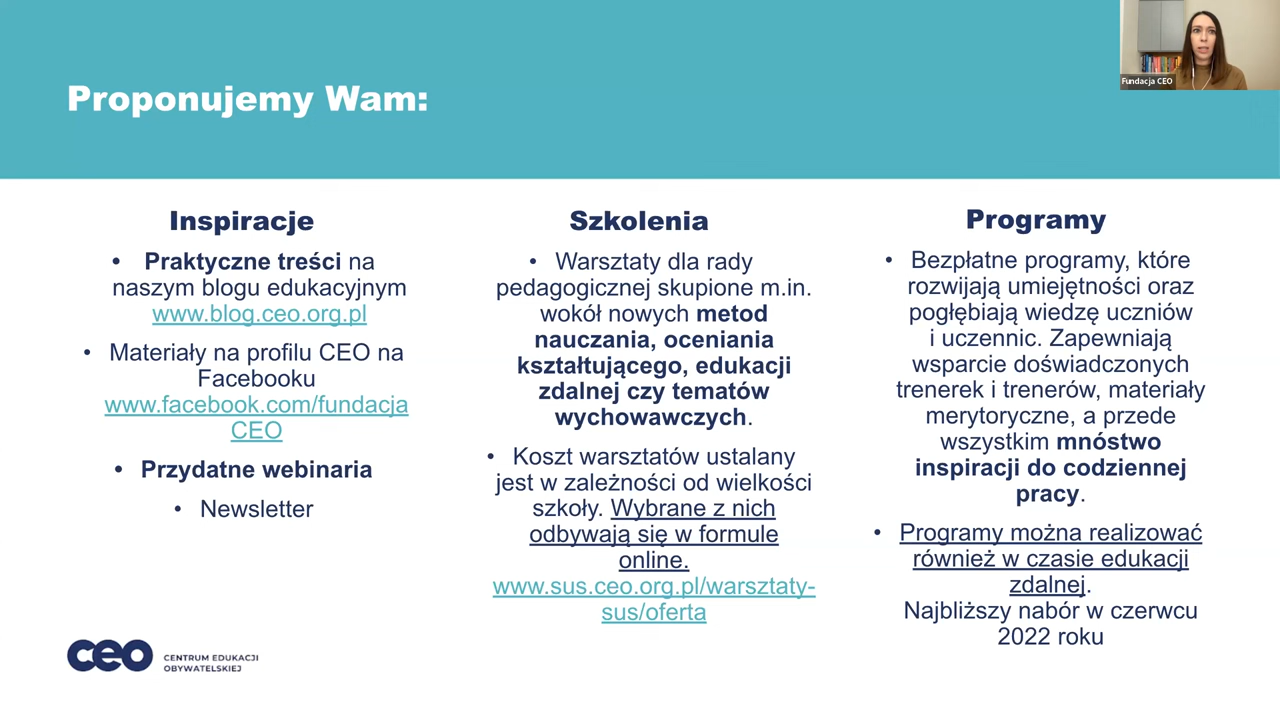 Fundacja CEO
Proponujemy Wam:
Inspiracje
• Praktyczne treści na
naszym blogu edukacyjnym
www.blog.ceo.org.pl
• Materiały na profilu CEO na
Facebooku
www.facebook.com/fundacja
CEO
• Przydatne webinaria
• Newsletter
Szkolenia
• Warsztaty dla rady
pedagogicznej skupione m.in.
wokół nowych metod
nauczania, oceniania
kształtującego, edukacji
zdalnej czy tematów
wychowawczych.
• Koszt warsztatów ustalany
jest w zależności od wielkości
szkoły. Wybrane z nich
odbywają się w formule
online.
www.sus.ceo.org.pl/warsztaty-
sus/oferta
Programy
• Bezpłatne programy, które
rozwijają umiejętności oraz
pogłębiają wiedzę uczniów
i uczennic. Zapewniają
wsparcie doświadczonych
trenerek i trenerów, materiały
merytoryczne, a przede
wszystkim mnóstwo
inspiracji do codziennej
pracy.
• Programy można realizować
również w czasie edukacji
zdalnej.
Najbliższy nabór w czerwcu
2022 roku
ceo
CENTRUM EDUKACJI
OBYWATELSKIEJ